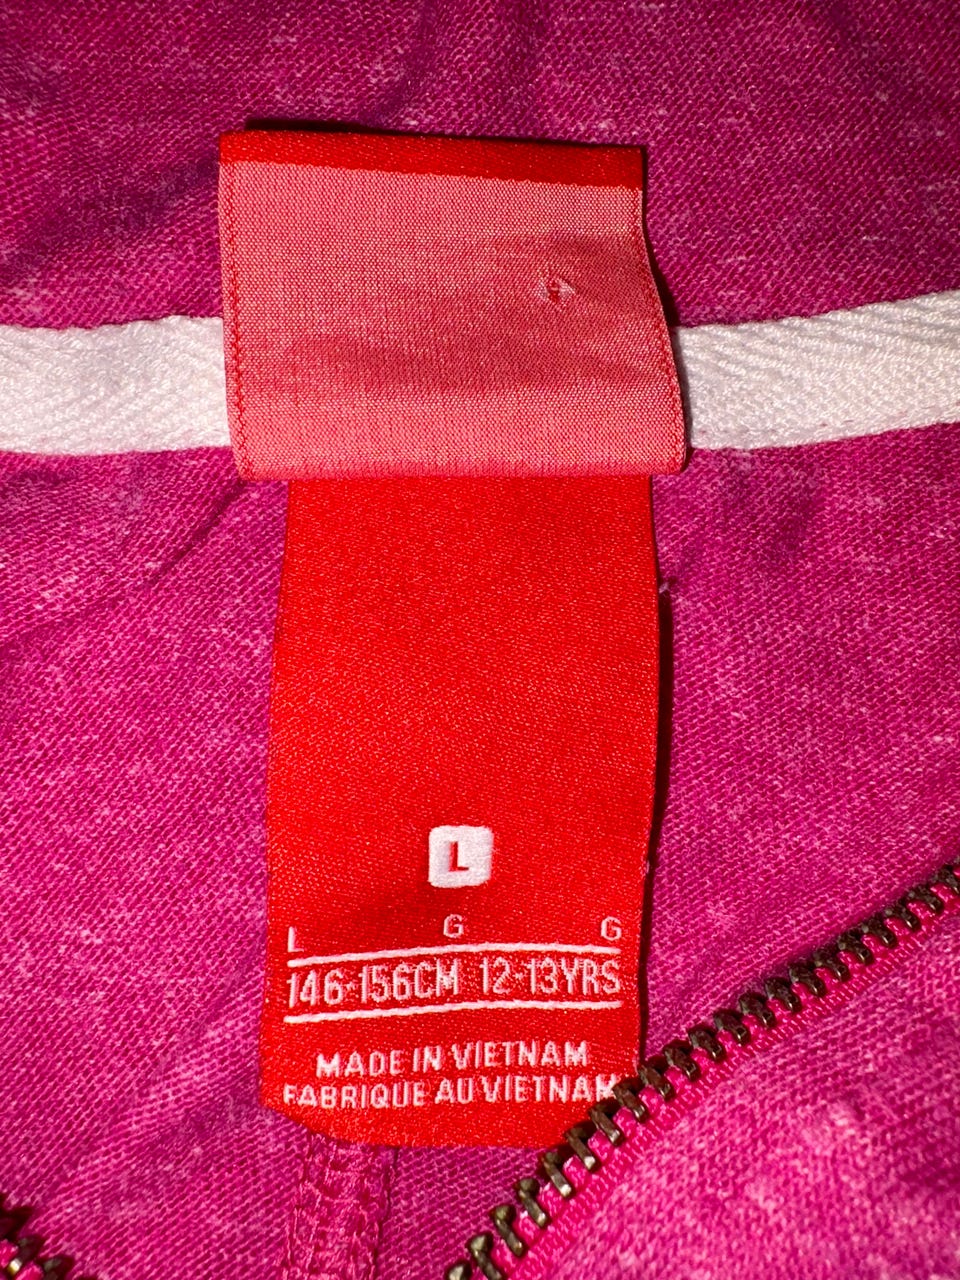 L
L G G
146-156CM 12-13YRS
MADE IN VIETNAM
FABRIQUE AU VIETNAM